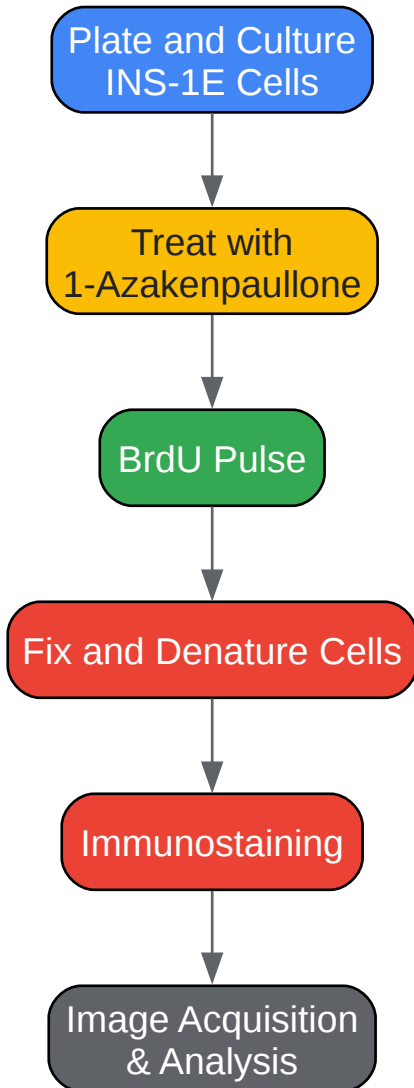 Plate and Culture
INS-1E Cells
Treat with
1-Azakenpaullone
BrdU Pulse
Fix and Denature Cells
Immunostaining
Image Acquisition
& Analysis